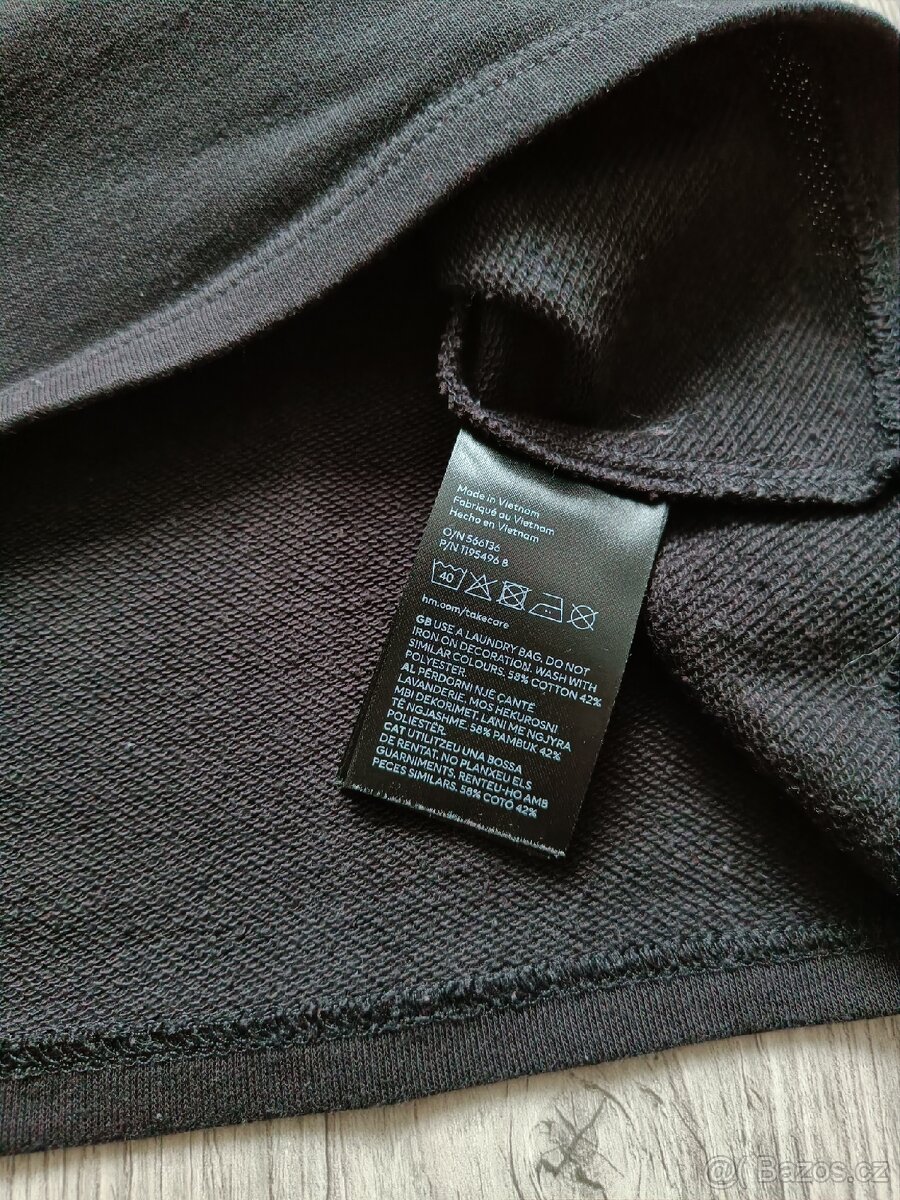 Made in Vietnam
Fabriqué au Vietnam
Hecho en Vietnam
O/N 566136
P/N 1195496 8
40
hm.com/takecare
GB USE A LAUNDRY BAG. DO NOT
IRON ON DECORATION. WASH WITH
SIMILAR COLOURS. 58% COTTON 42%
POLYESTER.
AL PËRDORNI NJË ÇANTË
LAVANDERIE. MOS HEKUROSNI
MBI DEKORIMET. LANI ME NGJYRA
TË NGJASHME. 58% PAMBUK 42%
POLIESTËR.
CAT UTILITZEU UNA BOSSA
DE RENTAT. NO PLANXEU ELS
GUARNIMENTS. RENTEU-HO AMB
PECES SIMILARS. 58% COTÓ 42%
Bazoš.cz